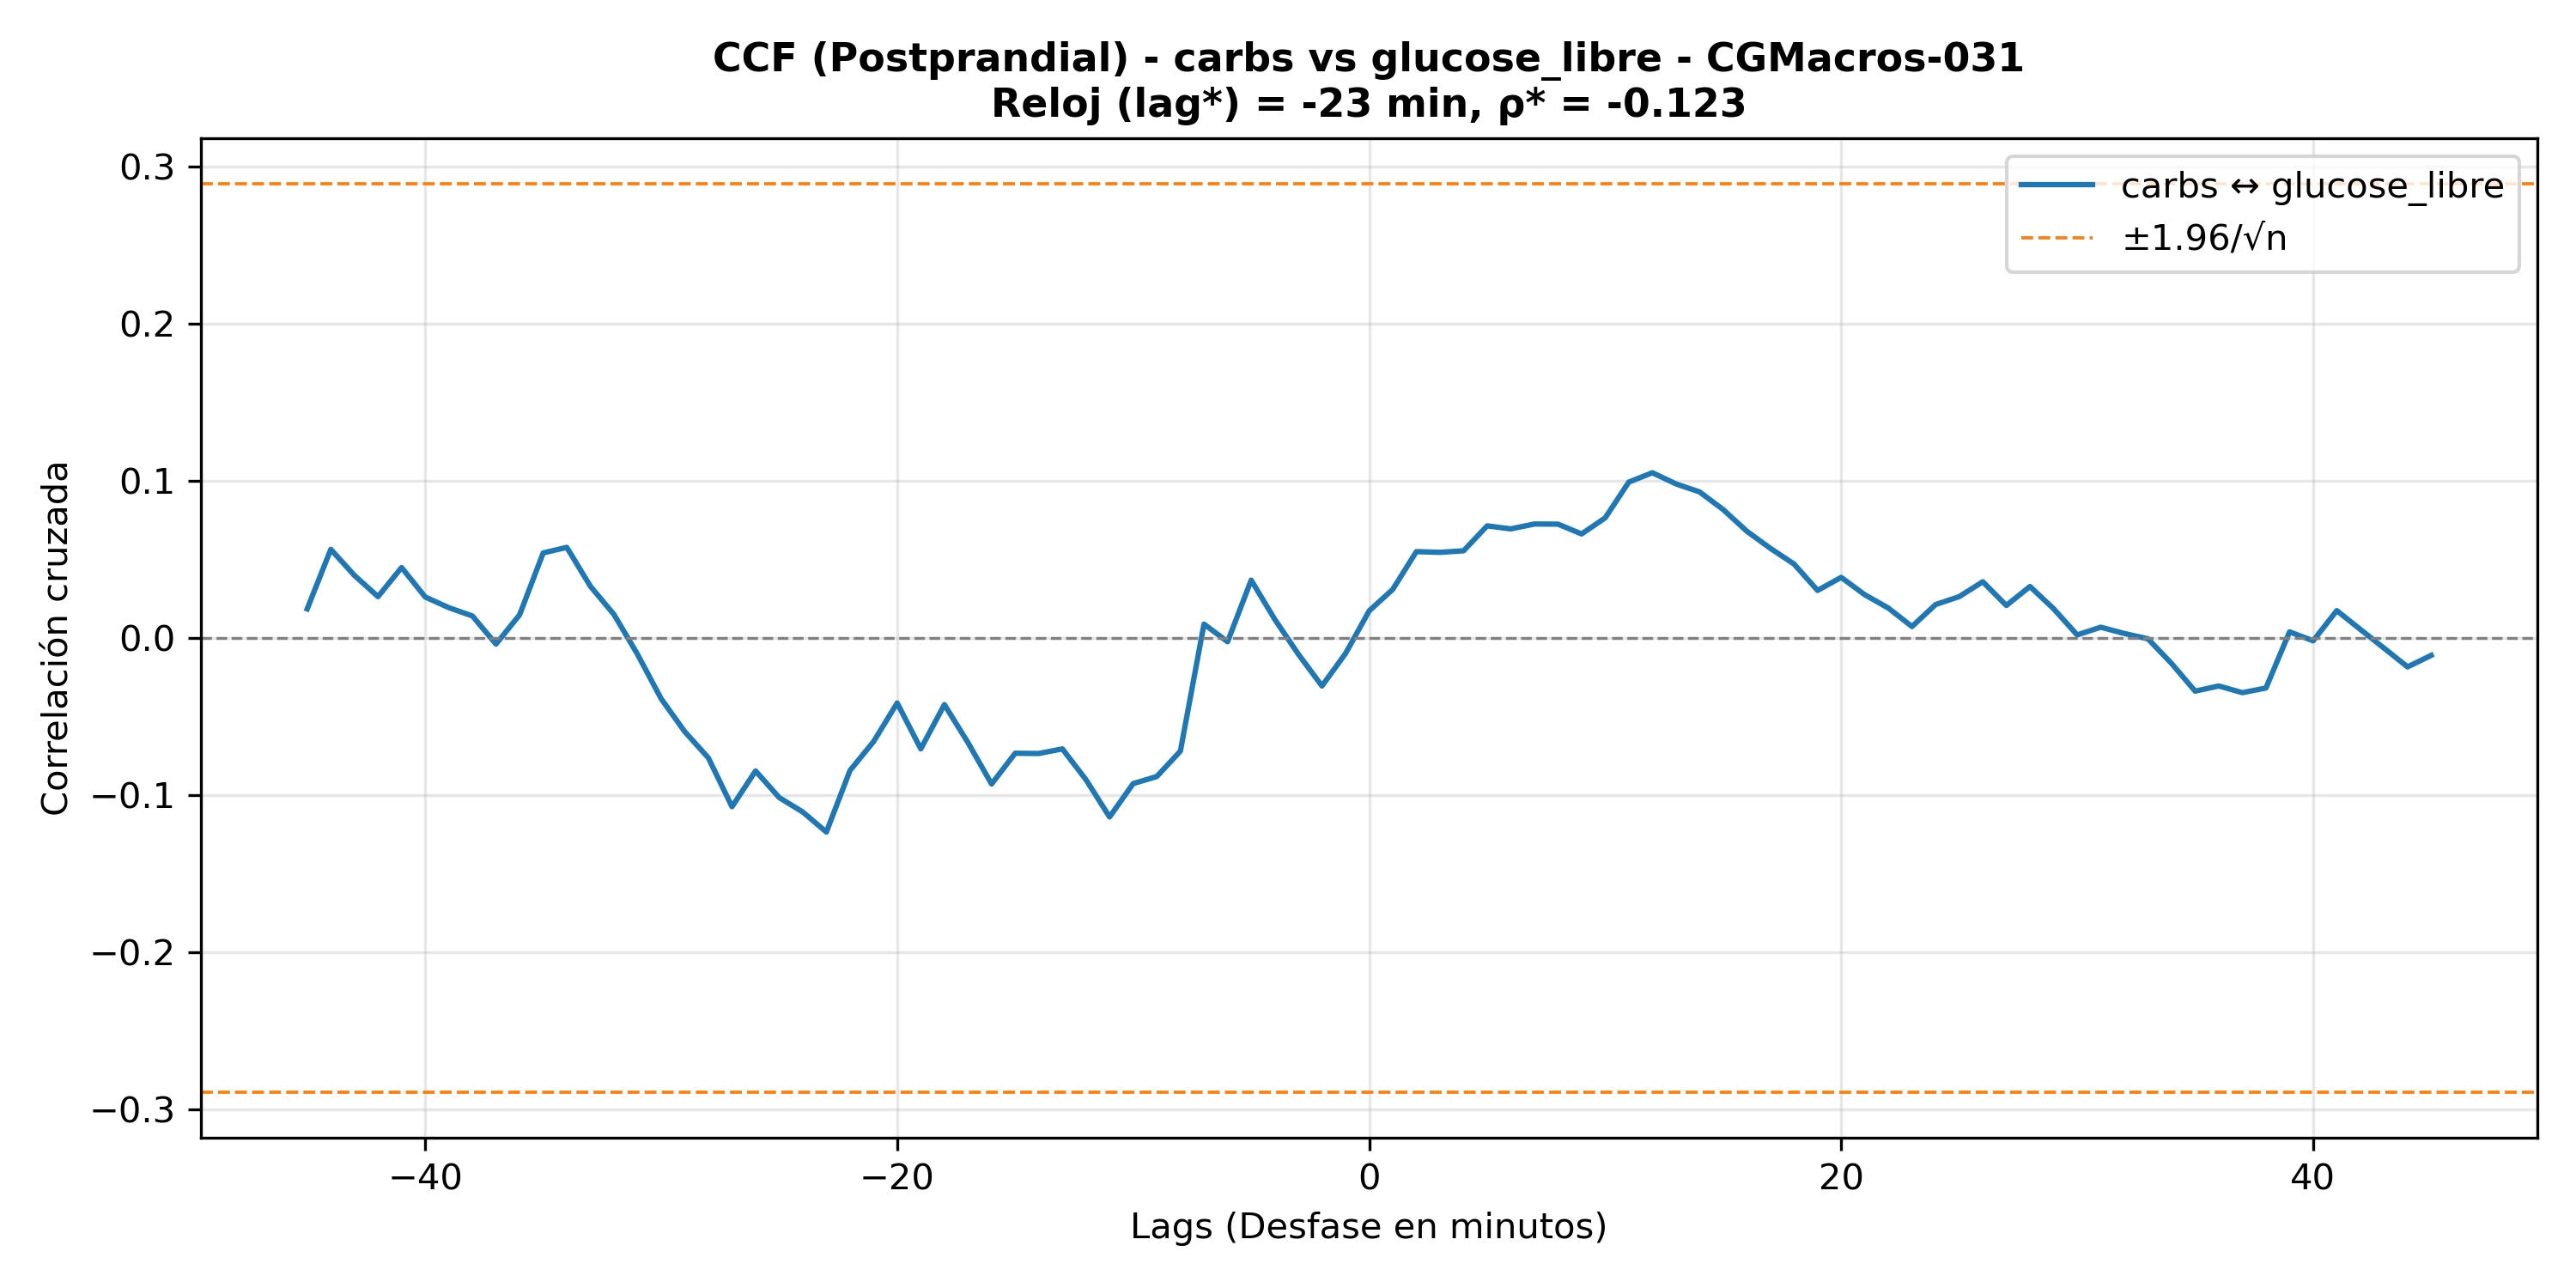 CCF (Postprandial) - carbs vs glucose_libre - CGMacros-031
Reloj (lag*) = -23 min, ρ* = -0.123
carbs ↔ glucose_libre
±1.96/√n
Correlación cruzada
0.3
0.2
0.1
0.0
−0.1
−0.2
−0.3
−40
−20
0
20
40
Lags (Desfase en minutos)